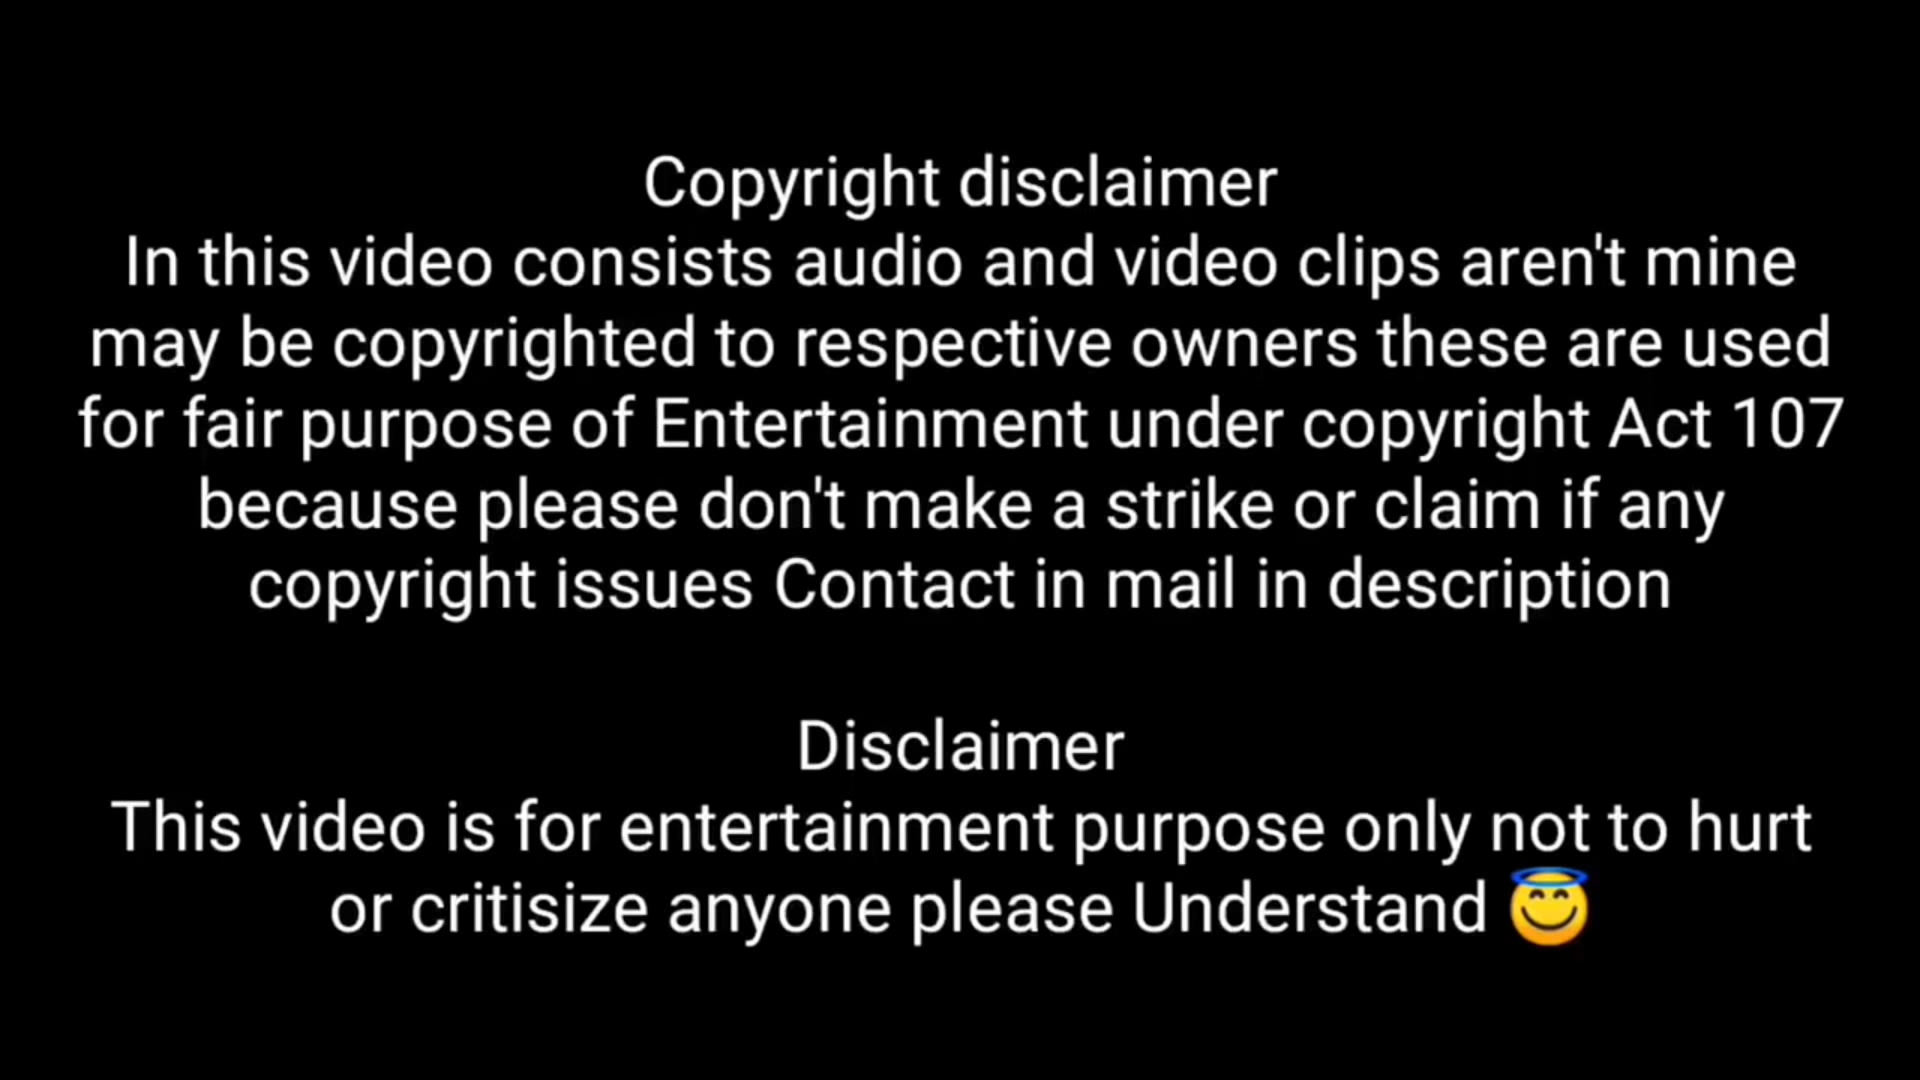 Copyright disclaimer
In this video consists audio and video clips aren't mine
may be copyrighted to respective owners these are used
for fair purpose of Entertainment under copyright Act 107
because please don't make a strike or claim if any
copyright issues Contact in mail in description
Disclaimer
This video is for entertainment purpose only not to hurt
or critisize anyone please Understand 😇